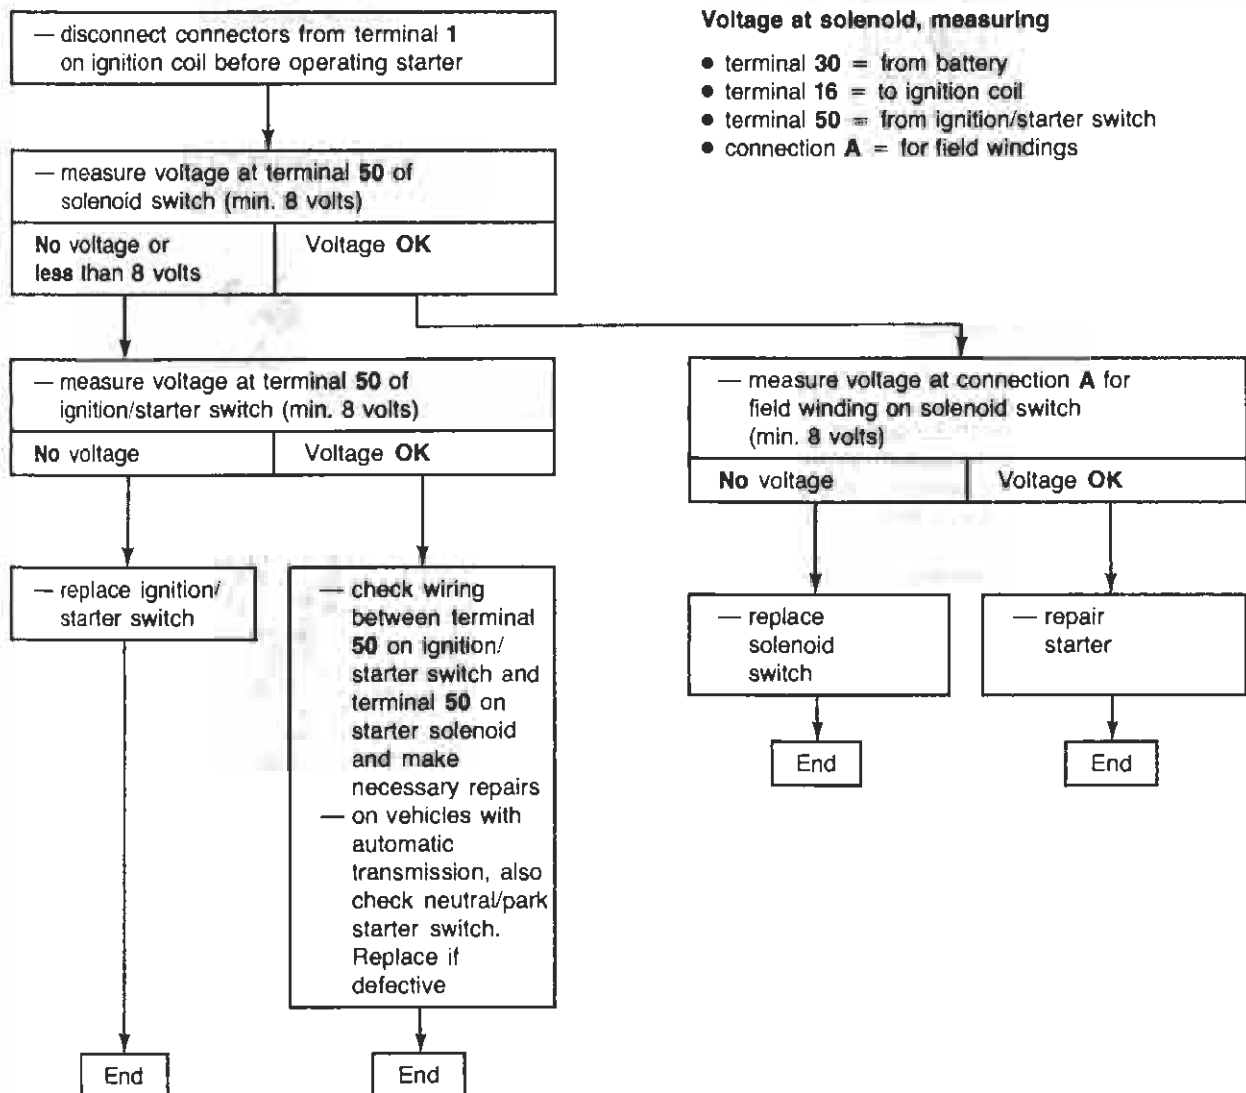 — disconnect connectors from terminal 1
on ignition coil before operating starter
Voltage at solenoid, measuring
● terminal 30 = from battery
● terminal 16 = to ignition coil
● terminal 50 = from ignition/starter switch
● connection A = for field windings
— measure voltage at terminal 50 of
solenoid switch (min. 8 volts)
No voltage or
less than 8 volts
Voltage OK
— measure voltage at terminal 50 of
ignition/starter switch (min. 8 volts)
No voltage
Voltage OK
— measure voltage at connection A for
field winding on solenoid switch
(min. 8 volts)
No voltage
Voltage OK
— replace ignition/
starter switch
— check wiring
between terminal
50 on ignition/
starter switch and
terminal 50 on
starter solenoid
and make
necessary repairs
— on vehicles with
automatic
transmission, also
check neutral/park
starter switch.
Replace if
defective
— replace
solenoid
switch
— repair
starter
End
End
End
End